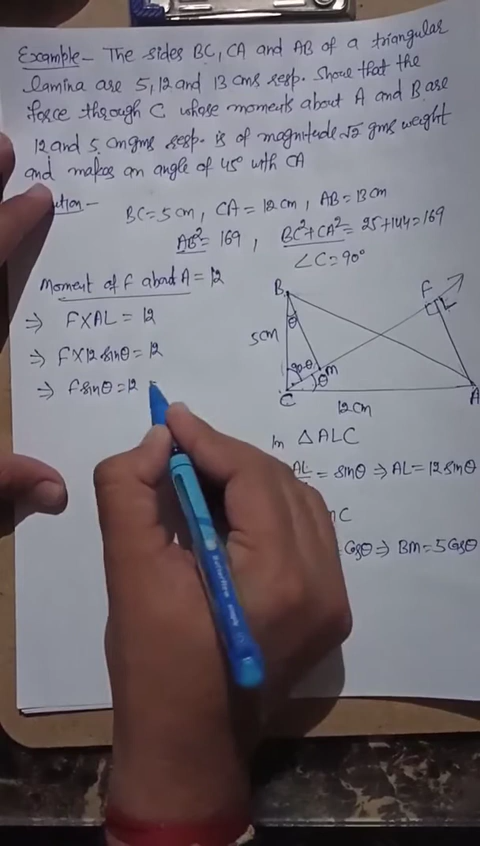 Example- The sides BC, CA and AB of a triangular
lamina are 5, 12 and 13 cms resp. Show that the
force through C whose moments about A and B are
12 and 5 cm gms resp. is of magnitude √2 gms weight
and makes an angle of 45° with CA
ution-
BC = 5 cm, CA = 12 cm, AB = 13 cm
AB² = 169, BC² + CA² = 25 + 144 = 169
∠C = 90°
Moment of F about A = 12
⇒ F × AL = 12
⇒ F × 12 sinθ = 12
⇒ F sinθ = 12
B
θ
5cm
90-θ
M
θ
C
12cm
A
F
L
In △ALC
AL = sinθ ⇒ AL = 12 sinθ
C
Cosθ ⇒ BM = 5 Cosθ